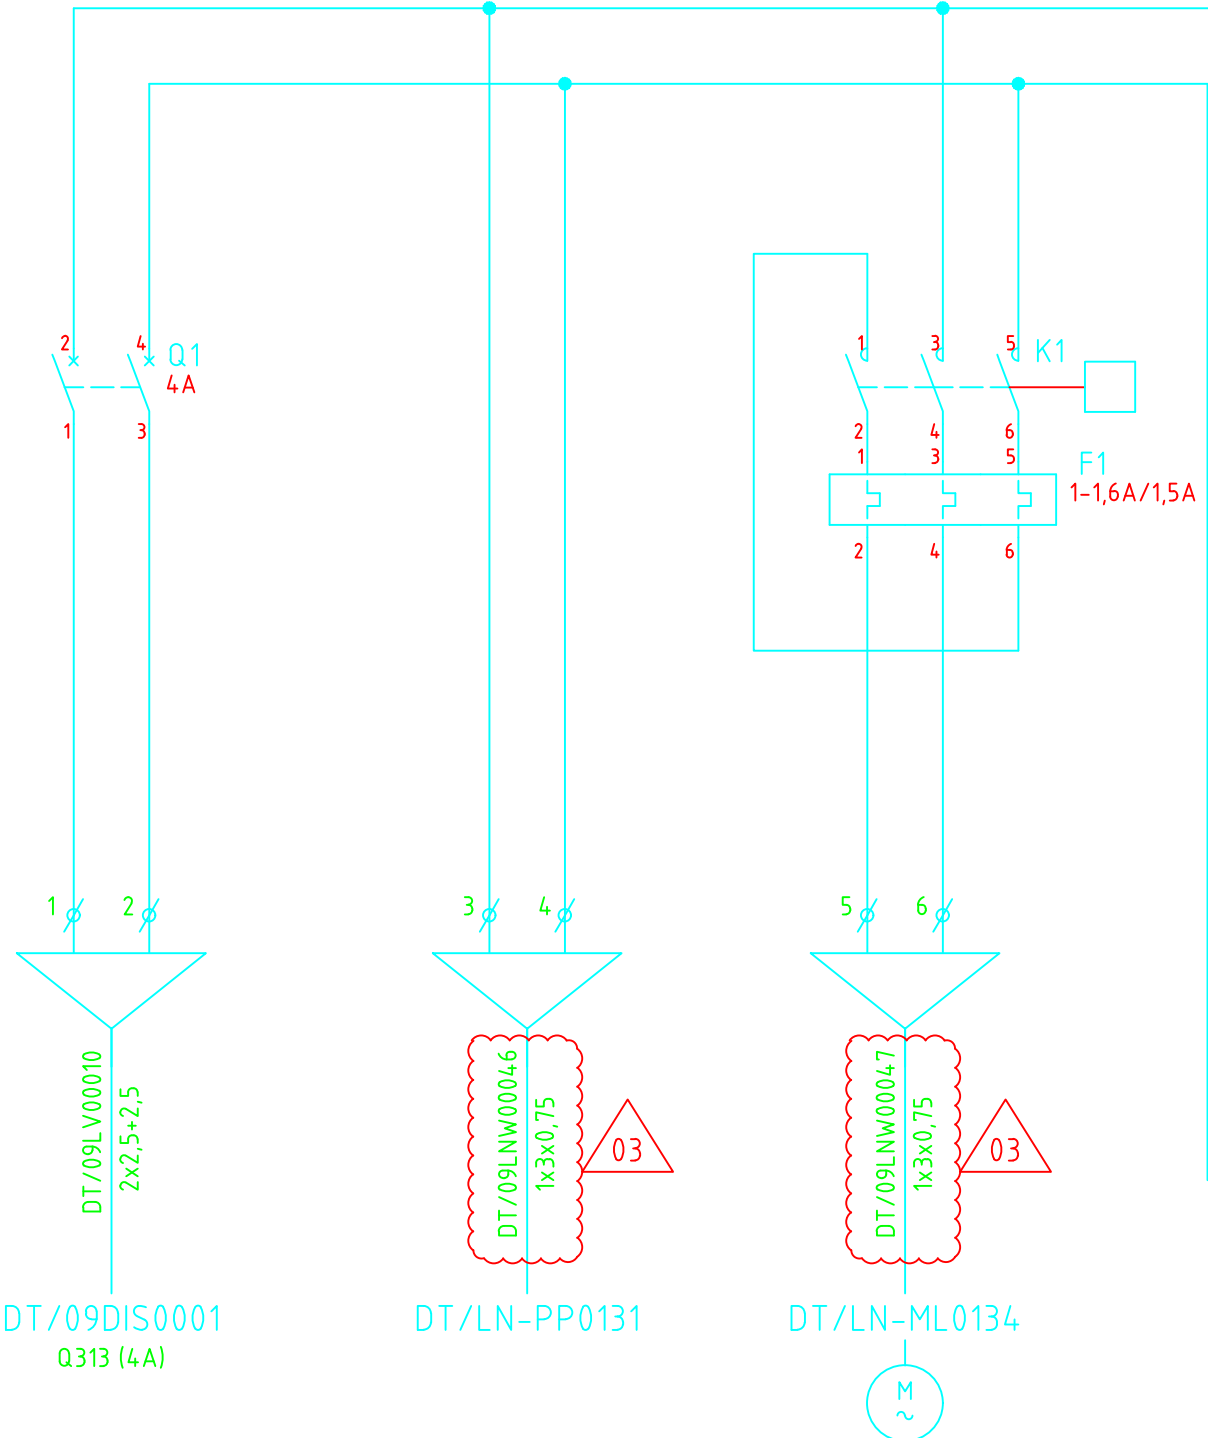 2
4
Q1
4A
1
3
1
3
5
K1
2
4
6
1
3
5
F1
1-1,6A/1,5A
2
4
6
1
2
3
4
5
6
DT/09LV00010
2x2,5+2,5
DT/09LNW00046
1x3x0,75
03
DT/09LNW00047
1x3x0,75
03
DT/09DIS0001
Q313 (4A)
DT/LN-PP0131
DT/LN-ML0134
M
~